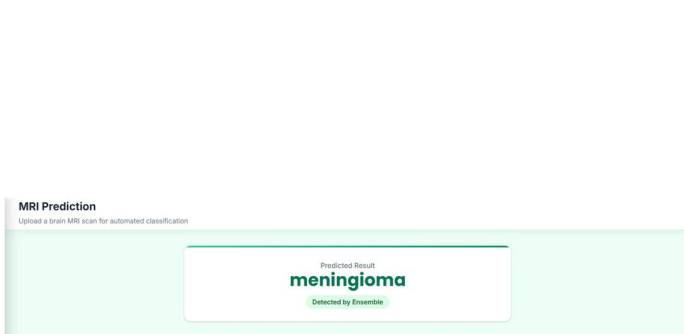 MRI Prediction
Upload a brain MRI scan for automated classification
Predicted Result
meningioma
Detected by Ensemble